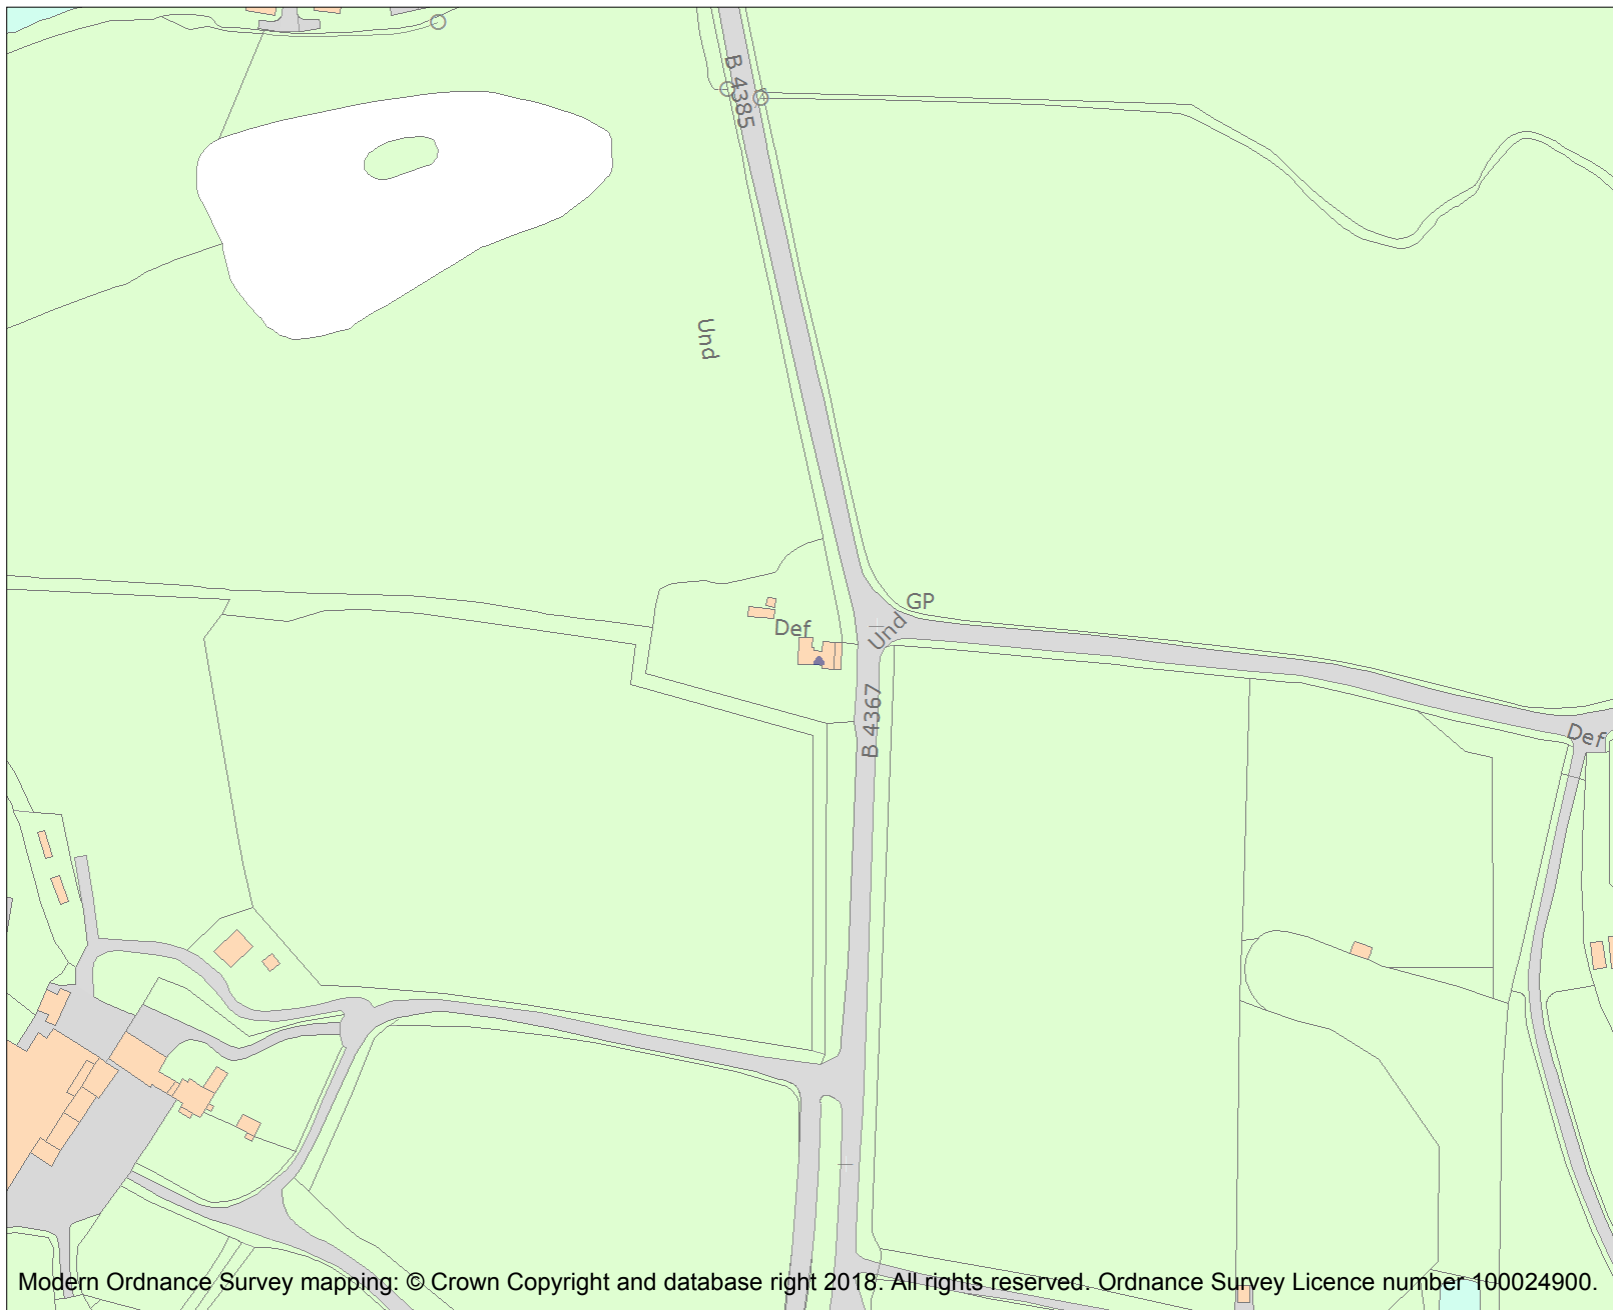 B 4385
Und
GP
Def
Und
B 4367
Def
Modern Ordnance Survey mapping: © Crown Copyright and database right 2018. All rights reserved. Ordnance Survey Licence number 100024900.